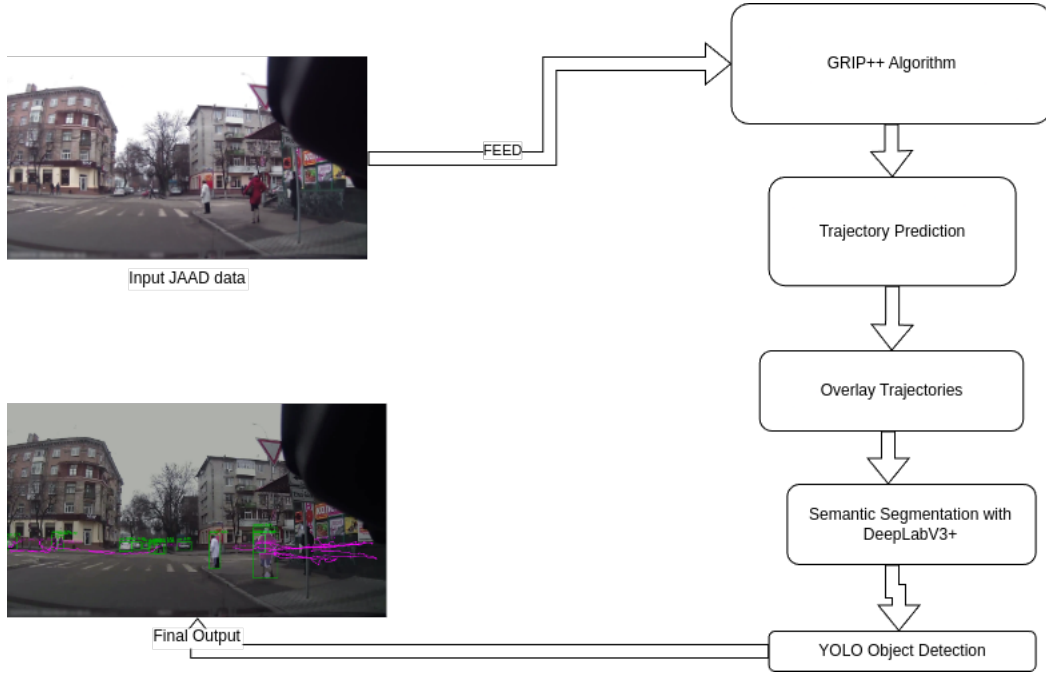 GRIP++ Algorithm
FEED
Trajectory Prediction
Input JAAD data
Overlay Trajectories
Semantic Segmentation with
DeepLabV3+
Final Output
YOLO Object Detection